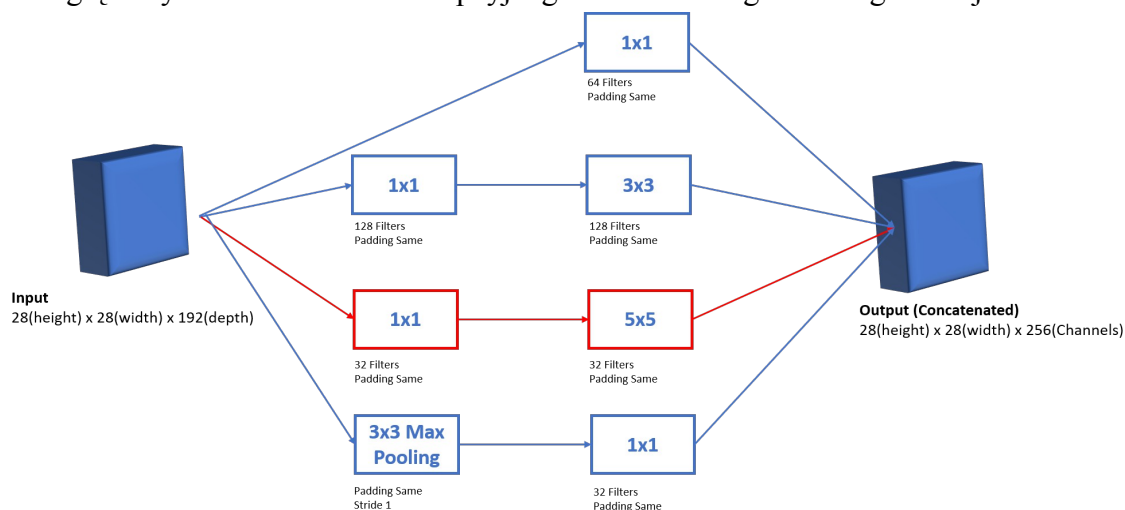 1x1
64 Filters
Padding Same
1x1
128 Filters
Padding Same
3x3
128 Filters
Padding Same
Input
28(height) x 28(width) x 192(depth)
1x1
32 Filters
Padding Same
5x5
32 Filters
Padding Same
Output (Concatenated)
28(height) x 28(width) x 256(Channels)
3x3 Max
Pooling
Padding Same
Stride 1
1x1
32 Filters
Padding Same